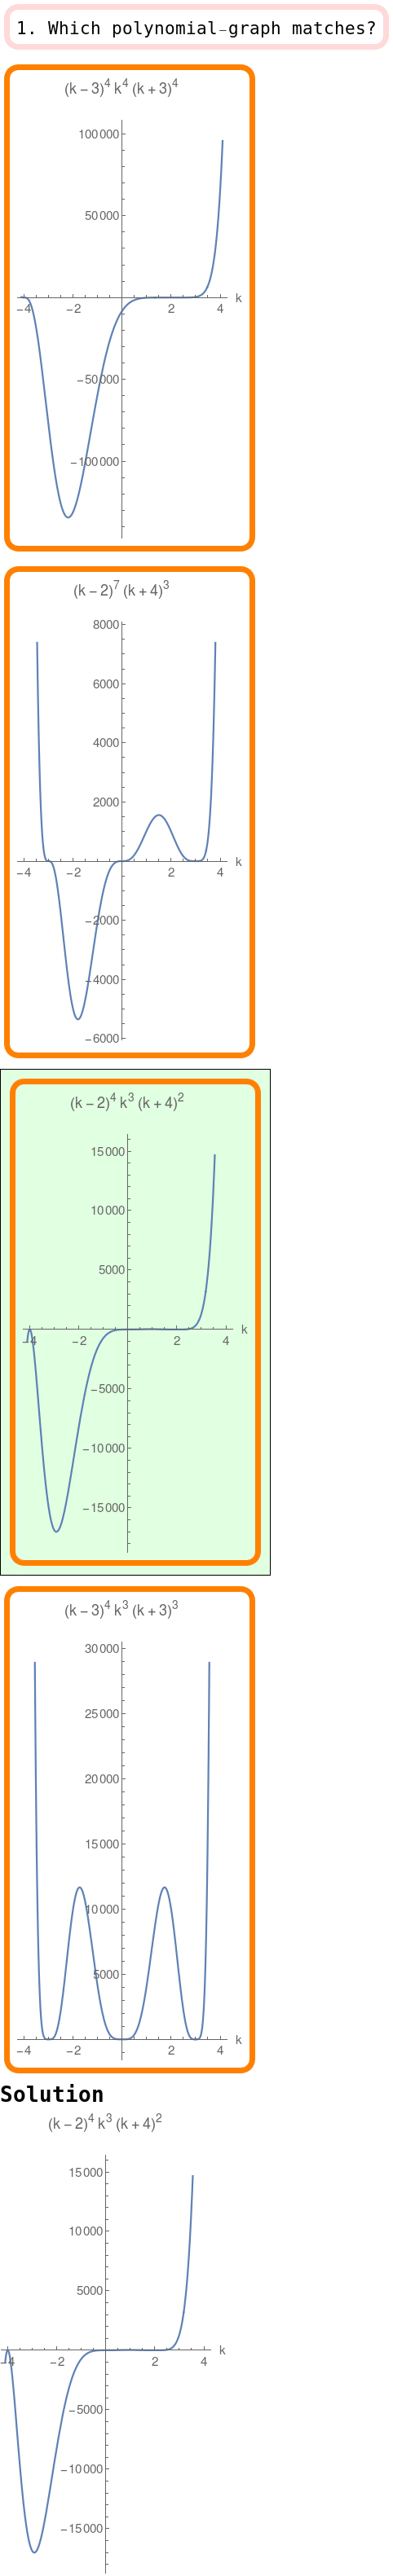 1. Which polynomial-graph matches?
(k − 3)⁴ k⁴ (k + 3)⁴
100 000
50 000
−4 −2 2 4 k
−50 000
−100 000
(k − 2)⁷ (k + 4)³
8000
6000
4000
2000
−4 −2 2 4 k
−2000
−4000
−6000
(k − 2)⁴ k³ (k + 4)²
15 000
10 000
5000
−4 −2 2 4 k
−5000
−10 000
−15 000
(k − 3)⁴ k³ (k + 3)³
30 000
25 000
20 000
15 000
10 000
5000
−4 −2 2 4 k
Solution
(k − 2)⁴ k³ (k + 4)²
15 000
10 000
5000
−4 −2 2 4 k
−5000
−10 000
−15 000